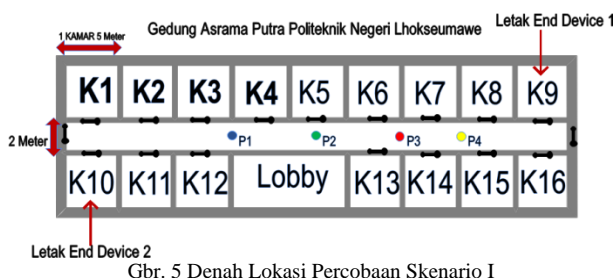 Gedung Asrama Putra Politeknik Negeri Lhokseumawe
Letak End Device 1
1 KAMAR 5 Meter
K1 K2 K3 K4 K5 K6 K7 K8 K9
2 Meter
P1 P2 P3 P4
K10 K11 K12 Lobby K13 K14 K15 K16
Letak End Device 2
Gbr. 5 Denah Lokasi Percobaan Skenario I